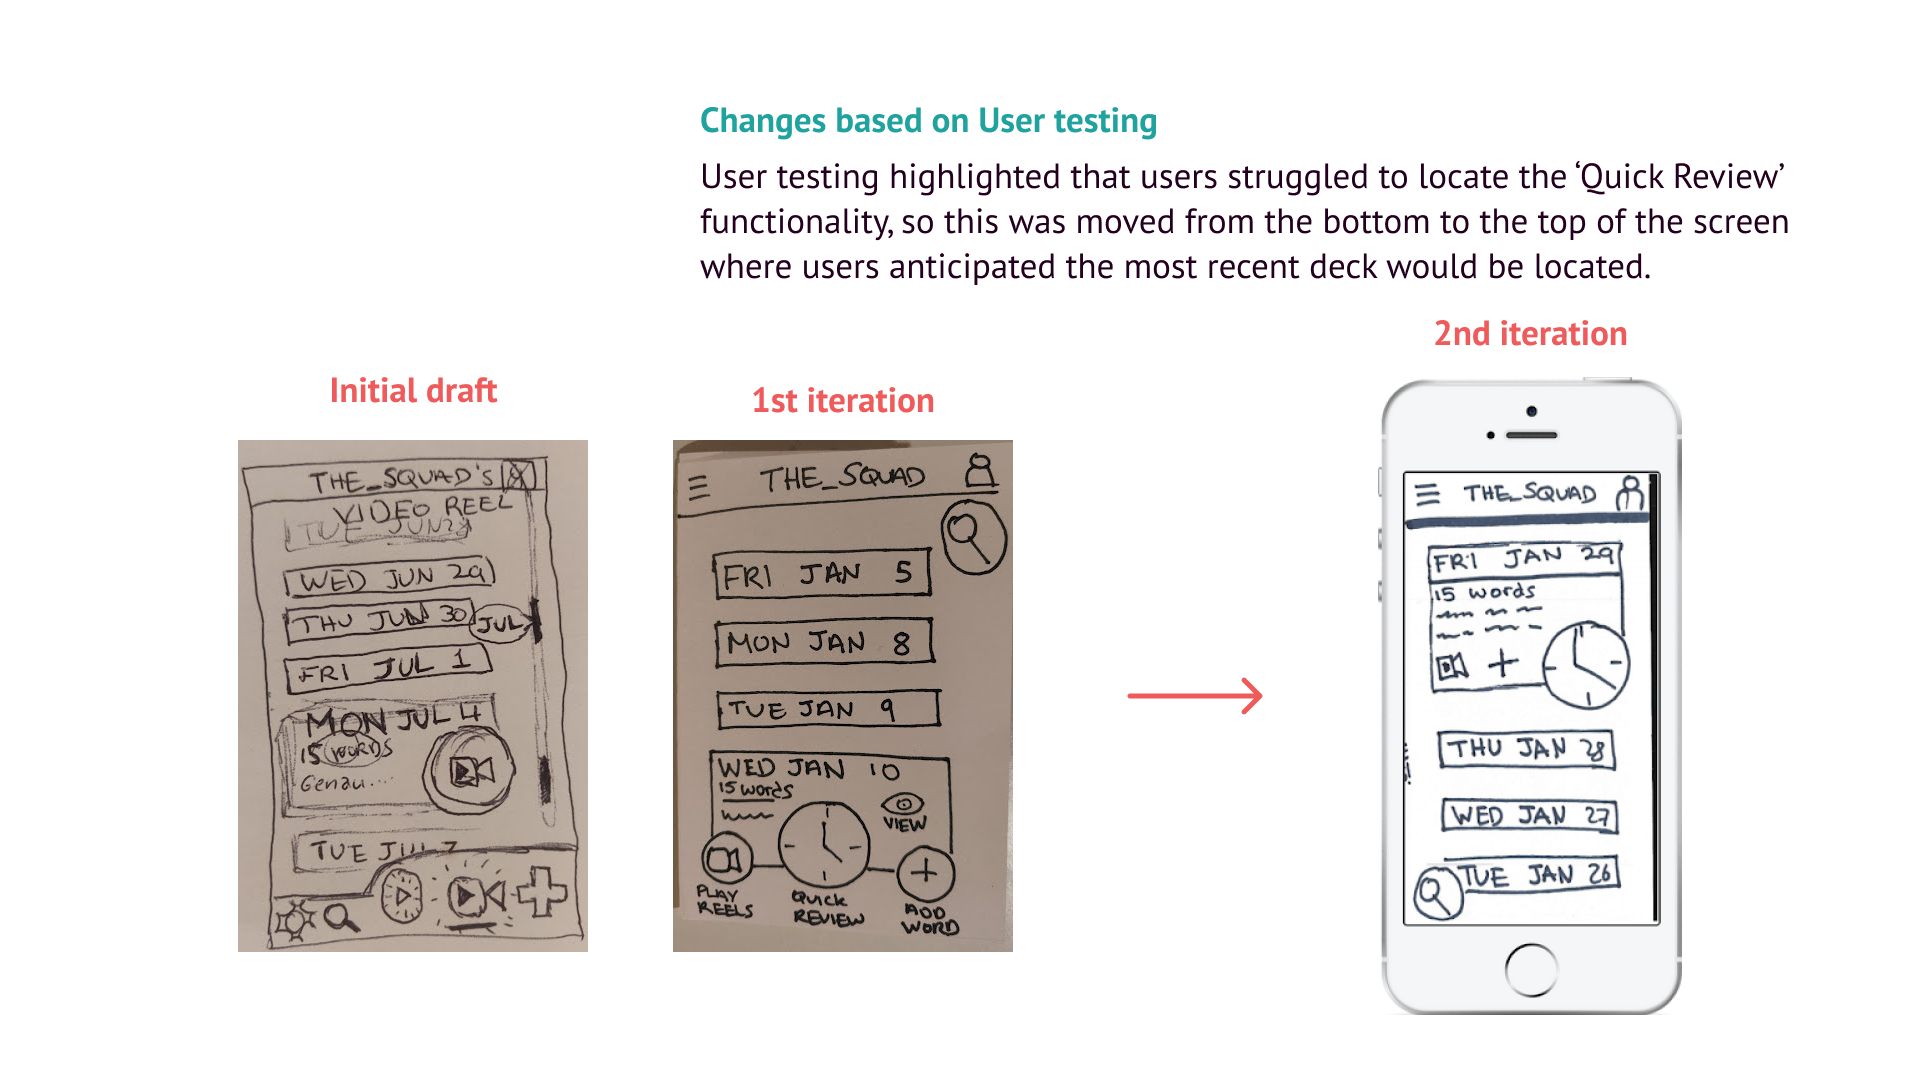 Changes based on User testing
User testing highlighted that users struggled to locate the ‘Quick Review’
functionality, so this was moved from the bottom to the top of the screen
where users anticipated the most recent deck would be located.
Initial draft
THE_SQUAD's
VIDEO REEL
TUE JUN
WED JUN 29
THU JUN 30
JUL
FRI JUL 1
MON JUL 4
15 WORDS
Genau...
TUE JUL
1st iteration
THE_SQUAD
FRI JAN 5
MON JAN 8
TUE JAN 9
WED JAN 10
15 words
VIEW
PLAY
REELS
QUICK
REVIEW
ADD
WORD
2nd iteration
THE_SQUAD
FRI JAN 29
15 words
THU JAN 28
WED JAN 27
TUE JAN 26